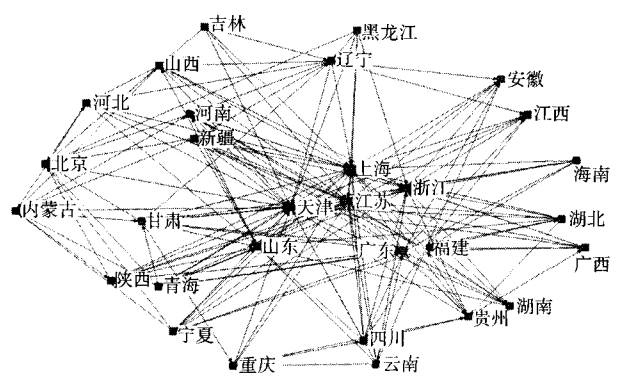 吉林
黑龙江
辽宁
山西
安徽
河北
河南
江西
新疆
北京
上海
海南
浙江
内蒙古
天津
江苏
甘肃
湖北
山东
广东
福建
广西
陕西
青海
湖南
贵州
宁夏
四川
重庆
云南